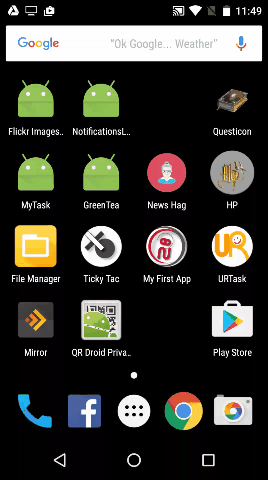 11:49
Google "Ok Google... Weather"
Flickr Images.. NotificationsL.. Questicon
MyTask GreenTea News Hag HP
File Manager Ticky Tac My First App URTask
Mirror QR Droid Priva.. Play Store